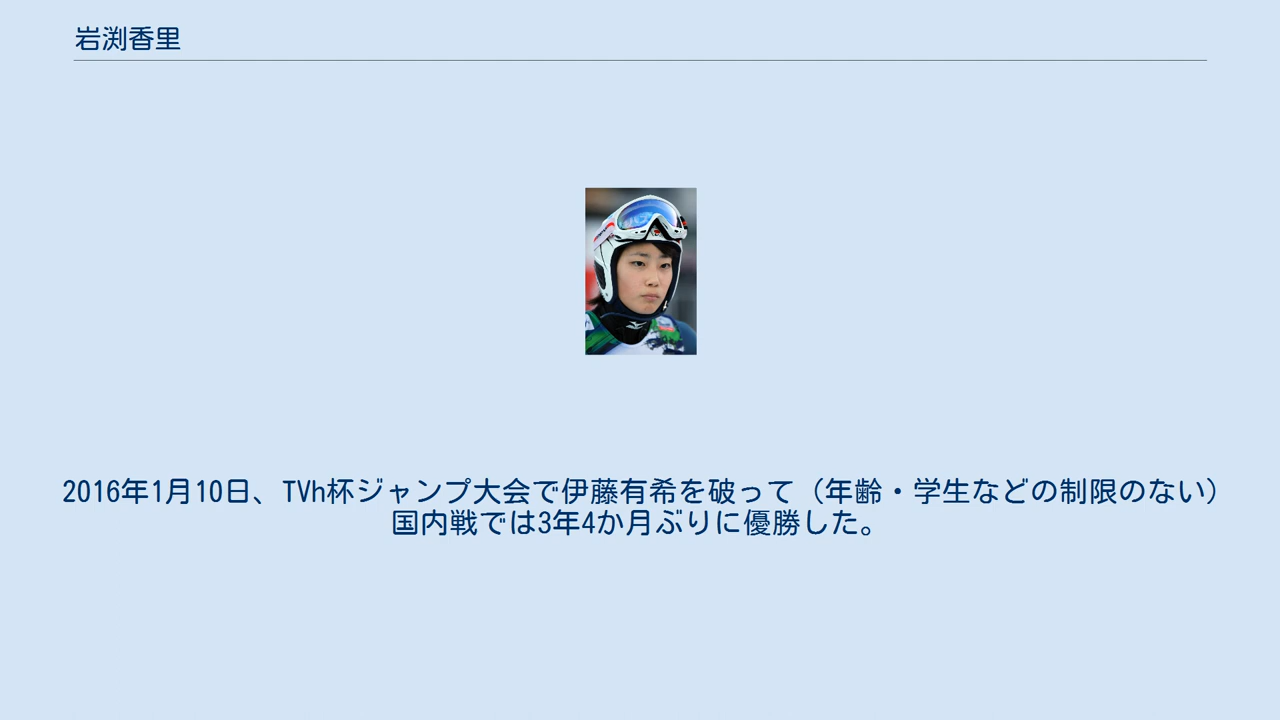 岩渕香里
2016年1月10日、TVh杯ジャンプ大会で伊藤有希を破って（年齢・学生などの制限のない）
国内戦では3年4か月ぶりに優勝した。